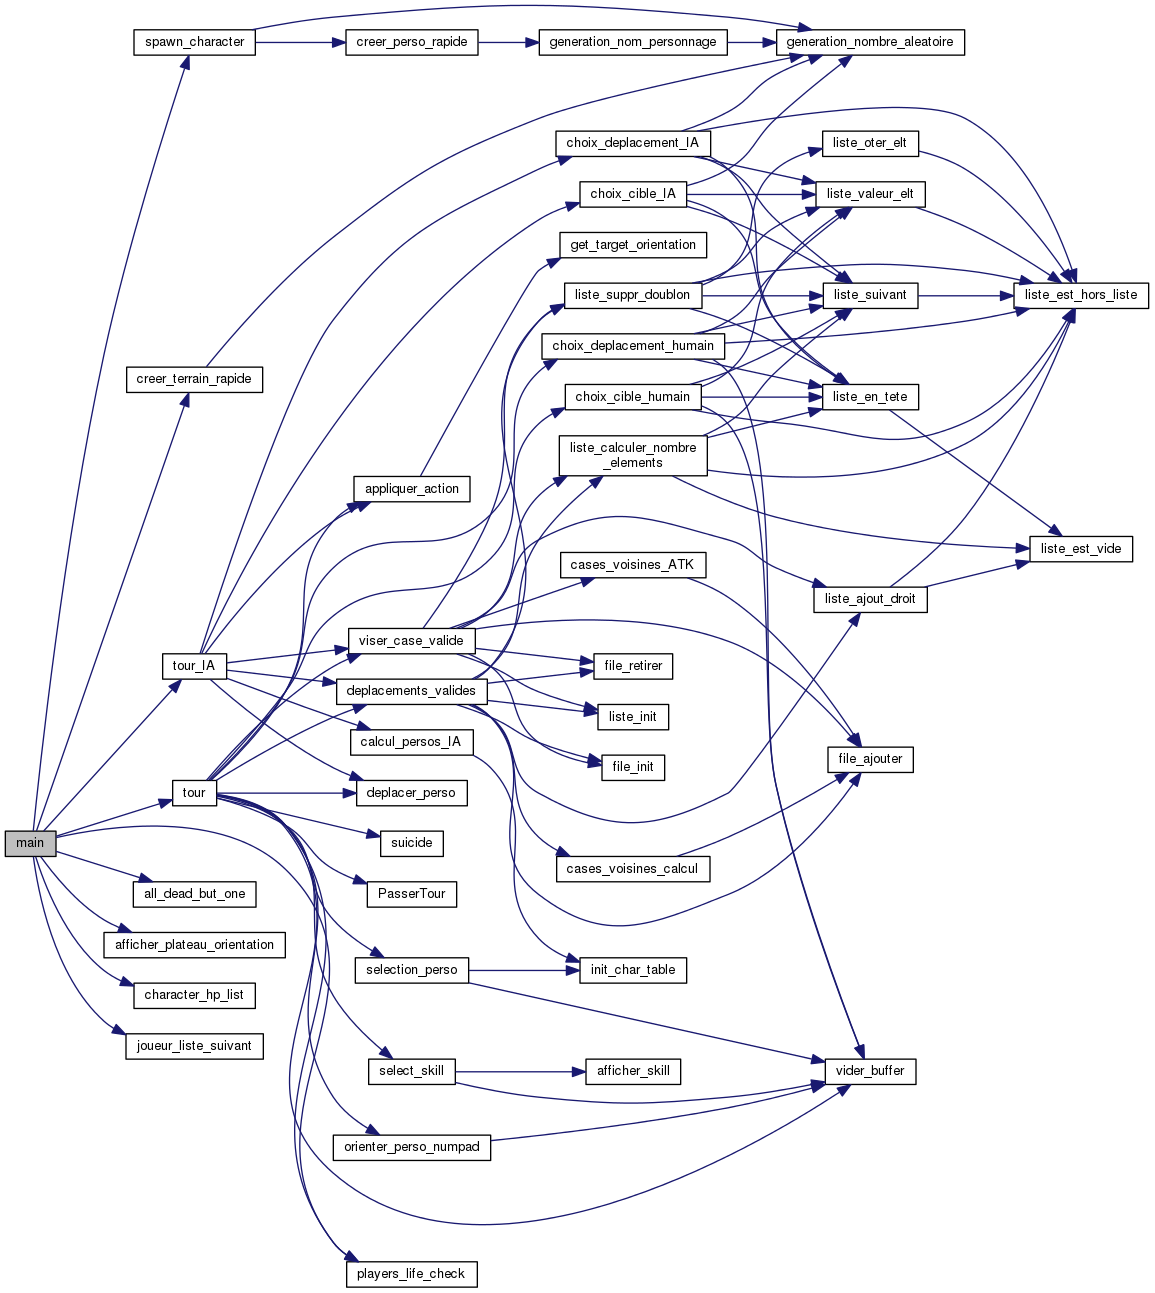 spawn_character
creer_perso_rapide
generation_nom_personnage
generation_nombre_aleatoire
choix_deplacement_IA
liste_oter_elt
choix_cible_IA
liste_valeur_elt
get_target_orientation
liste_suppr_doublon
liste_suivant
liste_est_hors_liste
choix_deplacement_humain
creer_terrain_rapide
choix_cible_humain
liste_en_tete
liste_calculer_nombre
_elements
appliquer_action
liste_est_vide
cases_voisines_ATK
liste_ajout_droit
viser_case_valide
tour_IA
file_retirer
deplacements_valides
liste_init
calcul_persos_IA
file_init
file_ajouter
tour
deplacer_perso
main
suicide
cases_voisines_calcul
all_dead_but_one
PasserTour
afficher_plateau_orientation
selection_perso
init_char_table
character_hp_list
joueur_liste_suivant
select_skill
afficher_skill
vider_buffer
orienter_perso_numpad
players_life_check